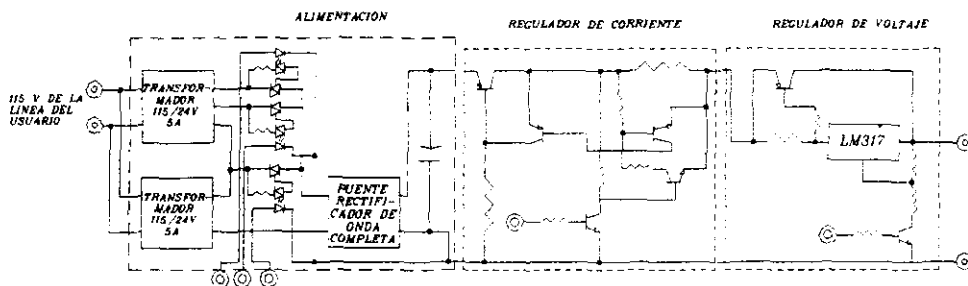 ALIMENTACION
REGULADOR DE CORRIENTE
REGULADOR DE VOLTAJE
115 V DE LA
LINEA DEL
USUARIO
TRANSFOR-
MADOR
115/24V
5A
TRANSFOR-
MADOR
115/24V
5A
PUENTE
RECTIFI-
CADOR DE
ONDA
COMPLETA
LM317